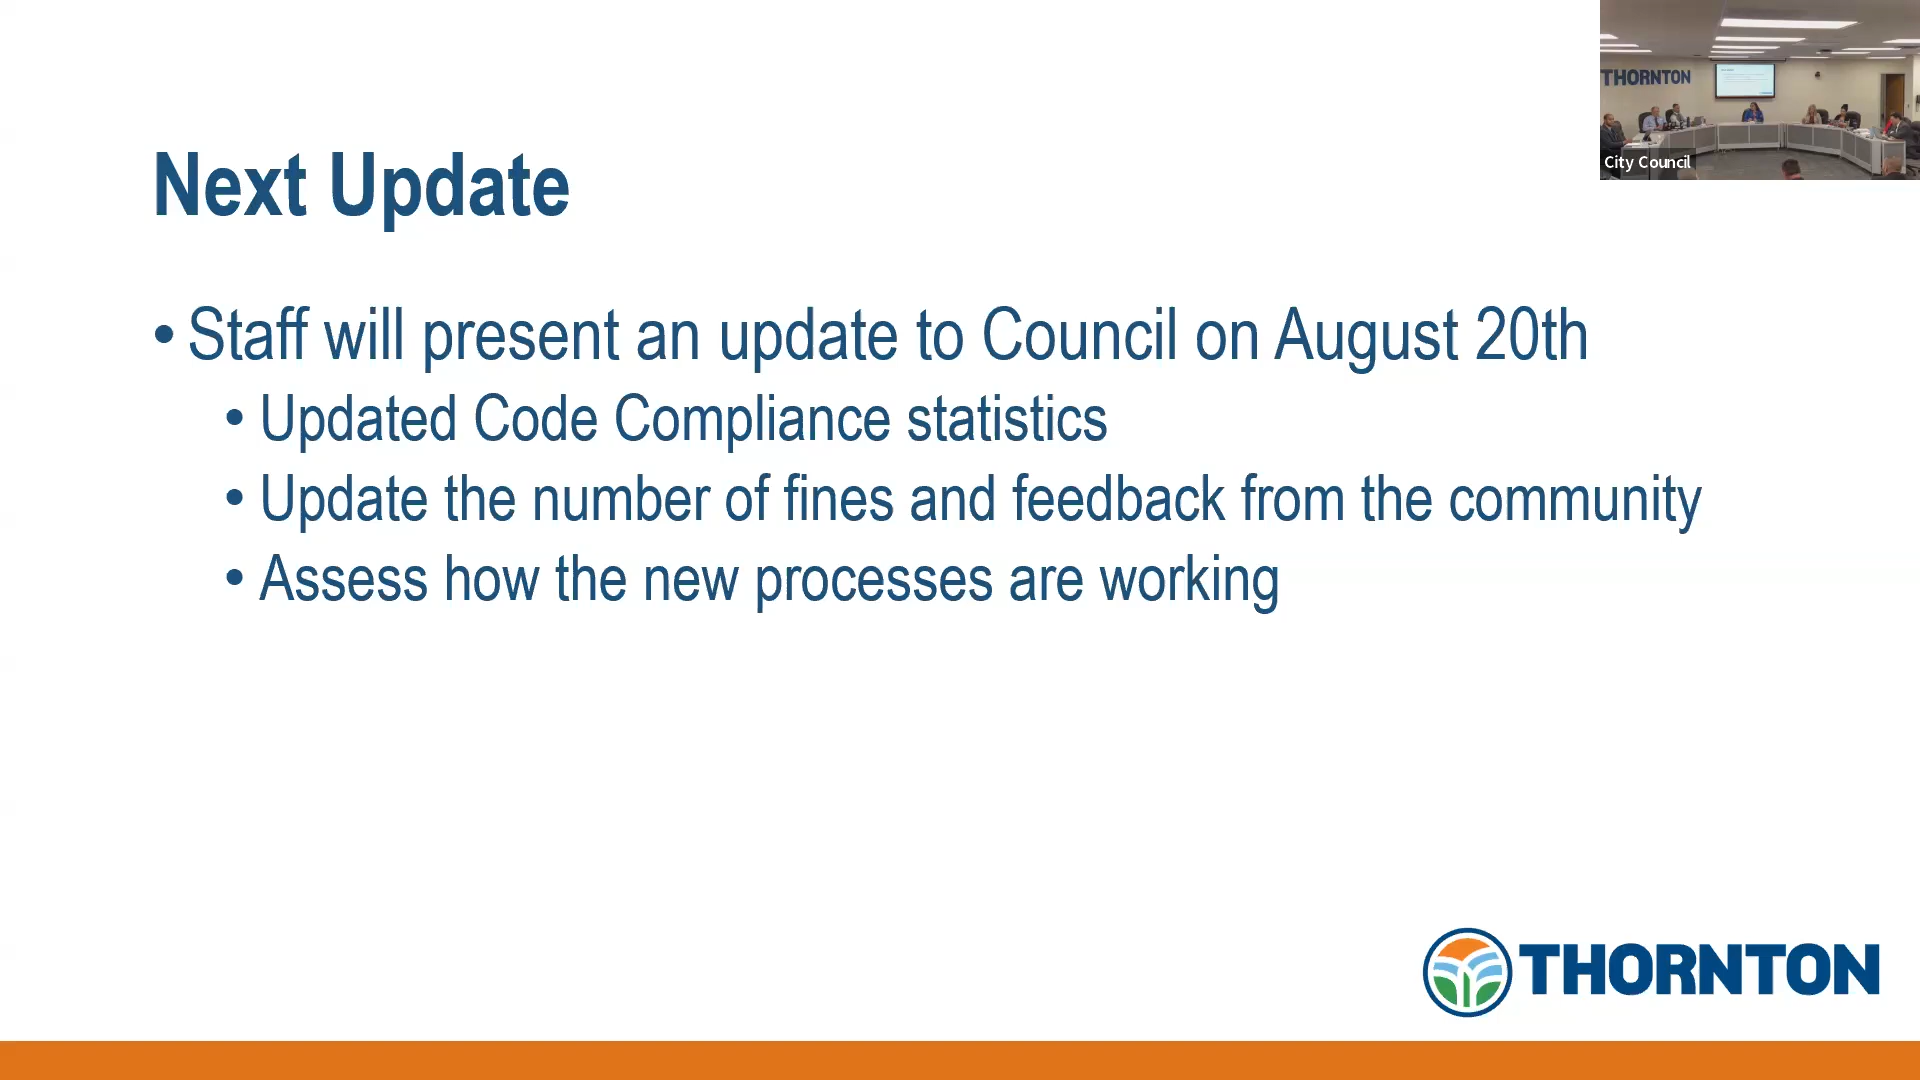 THORNTON
City Council
Next Update
• Staff will present an update to Council on August 20th
• Updated Code Compliance statistics
• Update the number of fines and feedback from the community
• Assess how the new processes are working
THORNTON